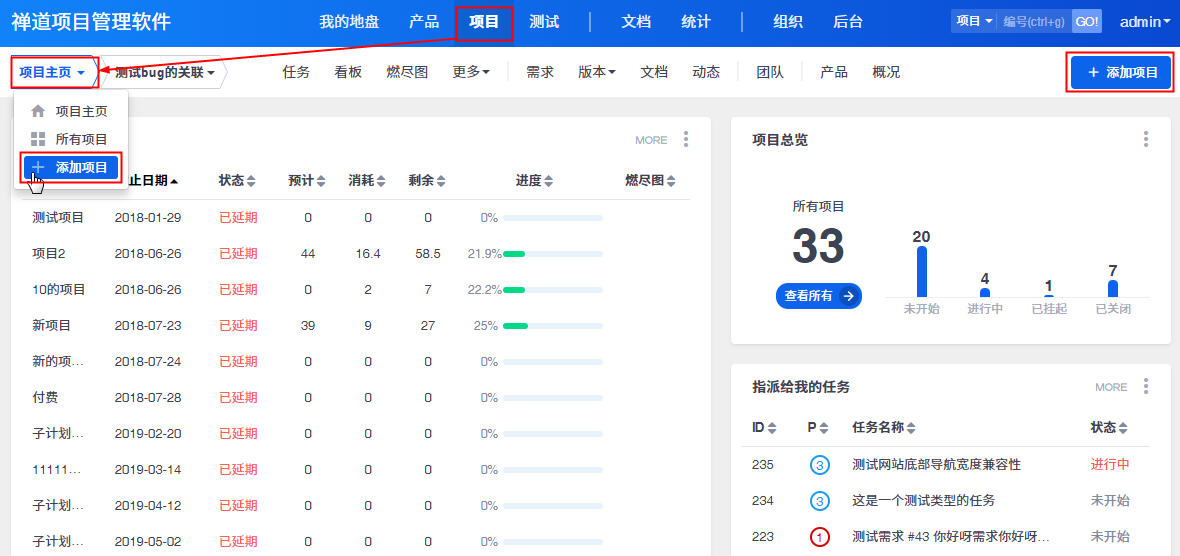 禅道项目管理软件 我的地盘 产品 项目 测试 文档 统计 组织 后台 项目 编号(ctrl+g) GO! admin
项目主页 测试bug的关联 任务 看板 燃尽图 更多 需求 版本 文档 动态 团队 产品 概况 + 添加项目
项目主页
所有项目
+ 添加项目
MORE
止日期 状态 预计 消耗 剩余 进度 燃尽图
测试项目 2018-01-29 已延期 0 0 0 0%
项目2 2018-06-26 已延期 44 16.4 58.5 21.9%
10的项目 2018-06-26 已延期 0 2 7 22.2%
新项目 2018-07-23 已延期 39 9 27 25%
新的项... 2018-07-24 已延期 0 0 0 0%
付费 2018-07-28 已延期 0 0 0 0%
子计划... 2019-02-20 已延期 0 0 0 0%
11111... 2019-03-14 已延期 0 0 0 0%
子计划... 2019-04-12 已延期 0 0 0 0%
子计划... 2019-05-02 已延期 0 0 0 0%
项目总览
所有项目
33
查看所有
20 4 1 7
未开始 进行中 已挂起 已关闭
指派给我的任务 MORE
ID P 任务名称 状态
235 3 测试网站底部导航宽度兼容性 进行中
234 3 这是一个测试类型的任务 未开始
223 1 测试需求 #43 你好呀需求你好呀... 未开始